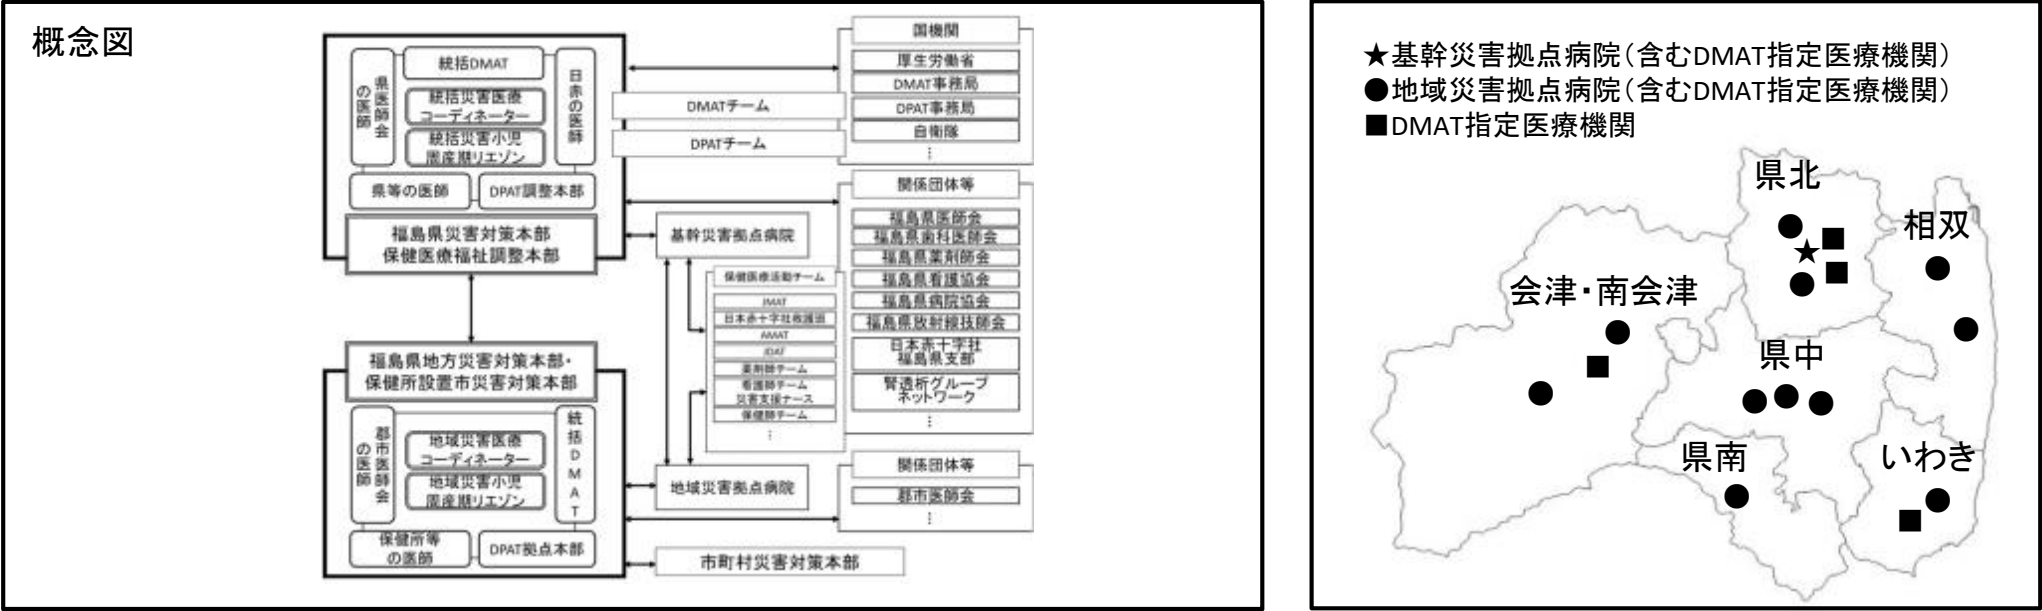 概念図
統括DMAT
県医師会
の医師
日赤の医師
統括災害医療
コーディネーター
統括災害小児
周産期リエゾン
県等の医師
DPAT調整本部
福島県災害対策本部
保健医療福祉調整本部
福島県地方災害対策本部・
保健所設置市災害対策本部
郡市医師会
の医師
統括DMAT
地域災害医療
コーディネーター
地域災害小児
周産期リエゾン
保健所等
の医師
DPAT拠点本部
DMATチーム
DPATチーム
基幹災害拠点病院
保健医療活動チーム
JMAT
日本赤十字社救護班
AMAT
JDAT
薬剤師チーム
看護師チーム
災害支援ナース
保健師チーム
⋮
地域災害拠点病院
市町村災害対策本部
国機関
厚生労働省
DMAT事務局
DPAT事務局
自衛隊
⋮
関係団体等
福島県医師会
福島県歯科医師会
福島県薬剤師会
福島県看護協会
福島県病院協会
福島県放射線技師会
日本赤十字社
福島県支部
腎透析グループ
ネットワーク
⋮
関係団体等
郡市医師会
⋮
★基幹災害拠点病院(含むDMAT指定医療機関)
●地域災害拠点病院(含むDMAT指定医療機関)
■DMAT指定医療機関
県北
相双
会津・南会津
県中
県南
いわき